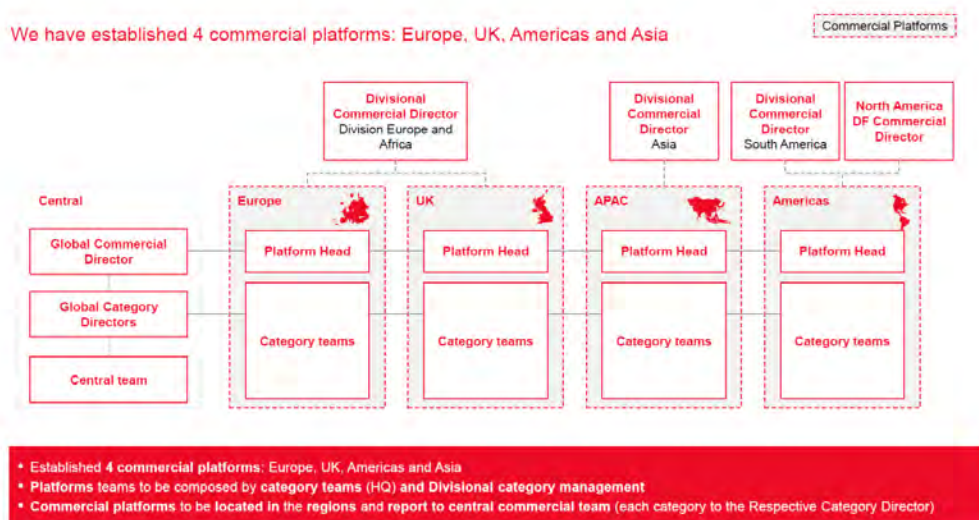 We have established 4 commercial platforms: Europe, UK, Americas and Asia
Commercial Platforms
Divisional
Commercial Director
Division Europe and
Africa
Divisional
Commercial
Director
Asia
Divisional
Commercial
Director
South America
North America
DF Commercial
Director
Central
Europe
UK
APAC
Americas
Global Commercial
Director
Platform Head
Platform Head
Platform Head
Platform Head
Global Category
Directors
Category teams
Category teams
Category teams
Category teams
Central team
• Established 4 commercial platforms: Europe, UK, Americas and Asia
• Platforms teams to be composed by category teams (HQ) and Divisional category management
• Commercial platforms to be located in the regions and report to central commercial team (each category to the Respective Category Director)